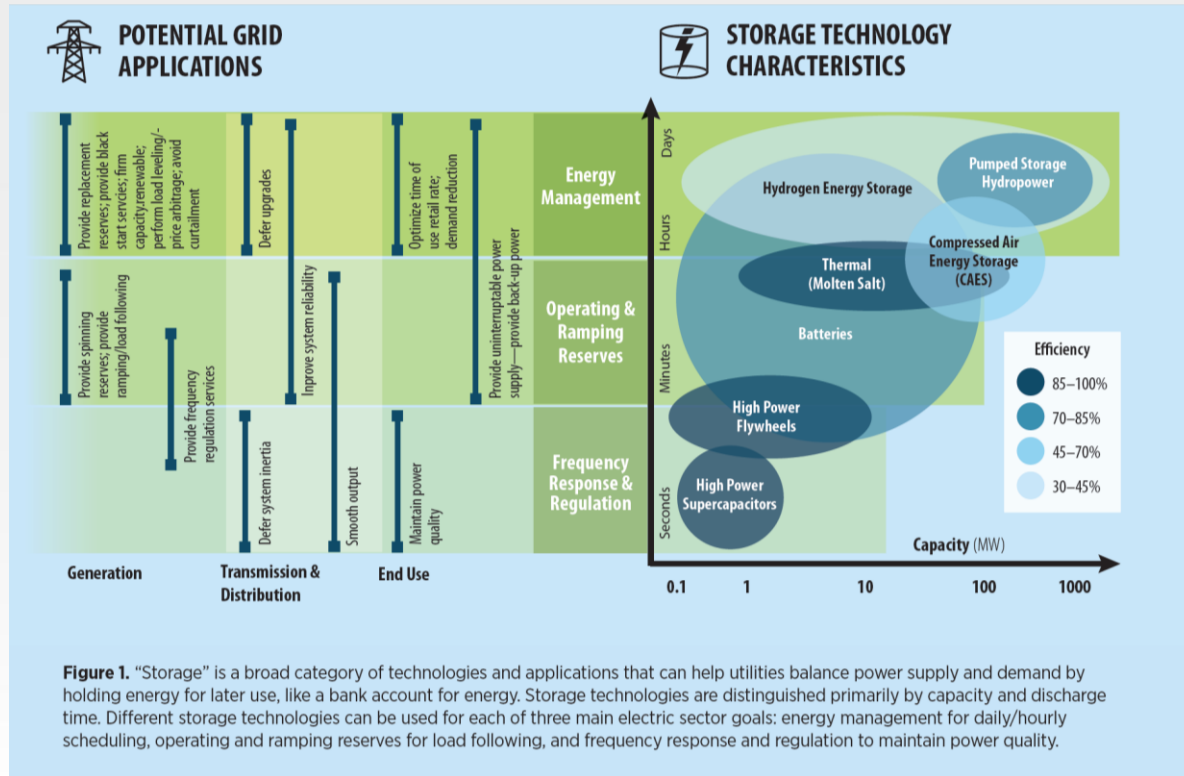 POTENTIAL GRID
APPLICATIONS
STORAGE TECHNOLOGY
CHARACTERISTICS
Provide replacement
reserves; provide black
start servcies; firm
capacity:renewable;
perform load leveling/-
price arbitrage; avoid
curtailment
Provide spinning
reserves; provide
ramping/load following
Provide frequency
regulation services
Defer upgrades
Inprove system reliability
Defer system inertia
Smooth output
Optimize time of
use retail rate;
demand reduction
Provide uninterruptable power
supply—provide back-up power
Maintain power
quality
Energy
Management
Operating &
Ramping
Reserves
Frequency
Response &
Regulation
Generation
Transmission &
Distribution
End Use
Days
Hours
Minutes
Seconds
Hydrogen Energy Storage
Pumped Storage
Hydropower
Compressed Air
Energy Storage
(CAES)
Thermal
(Molten Salt)
Batteries
High Power
Flywheels
High Power
Supercapacitors
Efficiency
85–100%
70–85%
45–70%
30–45%
Capacity (MW)
0.1 1 10 100 1000
Figure 1. “Storage” is a broad category of technologies and applications that can help utilities balance power supply and demand by
holding energy for later use, like a bank account for energy. Storage technologies are distinguished primarily by capacity and discharge
time. Different storage technologies can be used for each of three main electric sector goals: energy management for daily/hourly
scheduling, operating and ramping reserves for load following, and frequency response and regulation to maintain power quality.